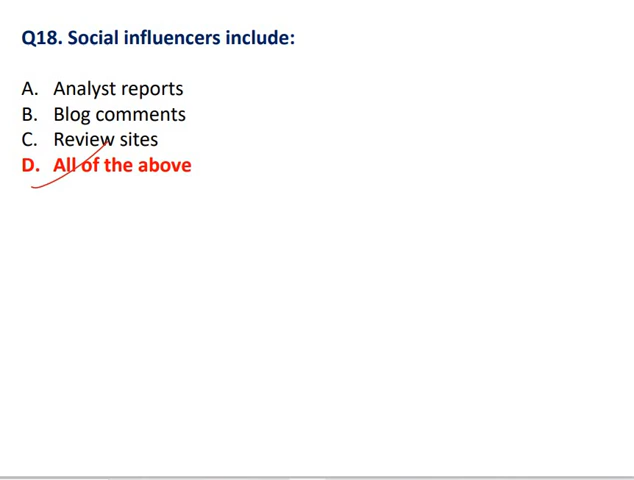 Q18. Social influencers include:
A. Analyst reports
B. Blog comments
C. Review sites
D. All of the above